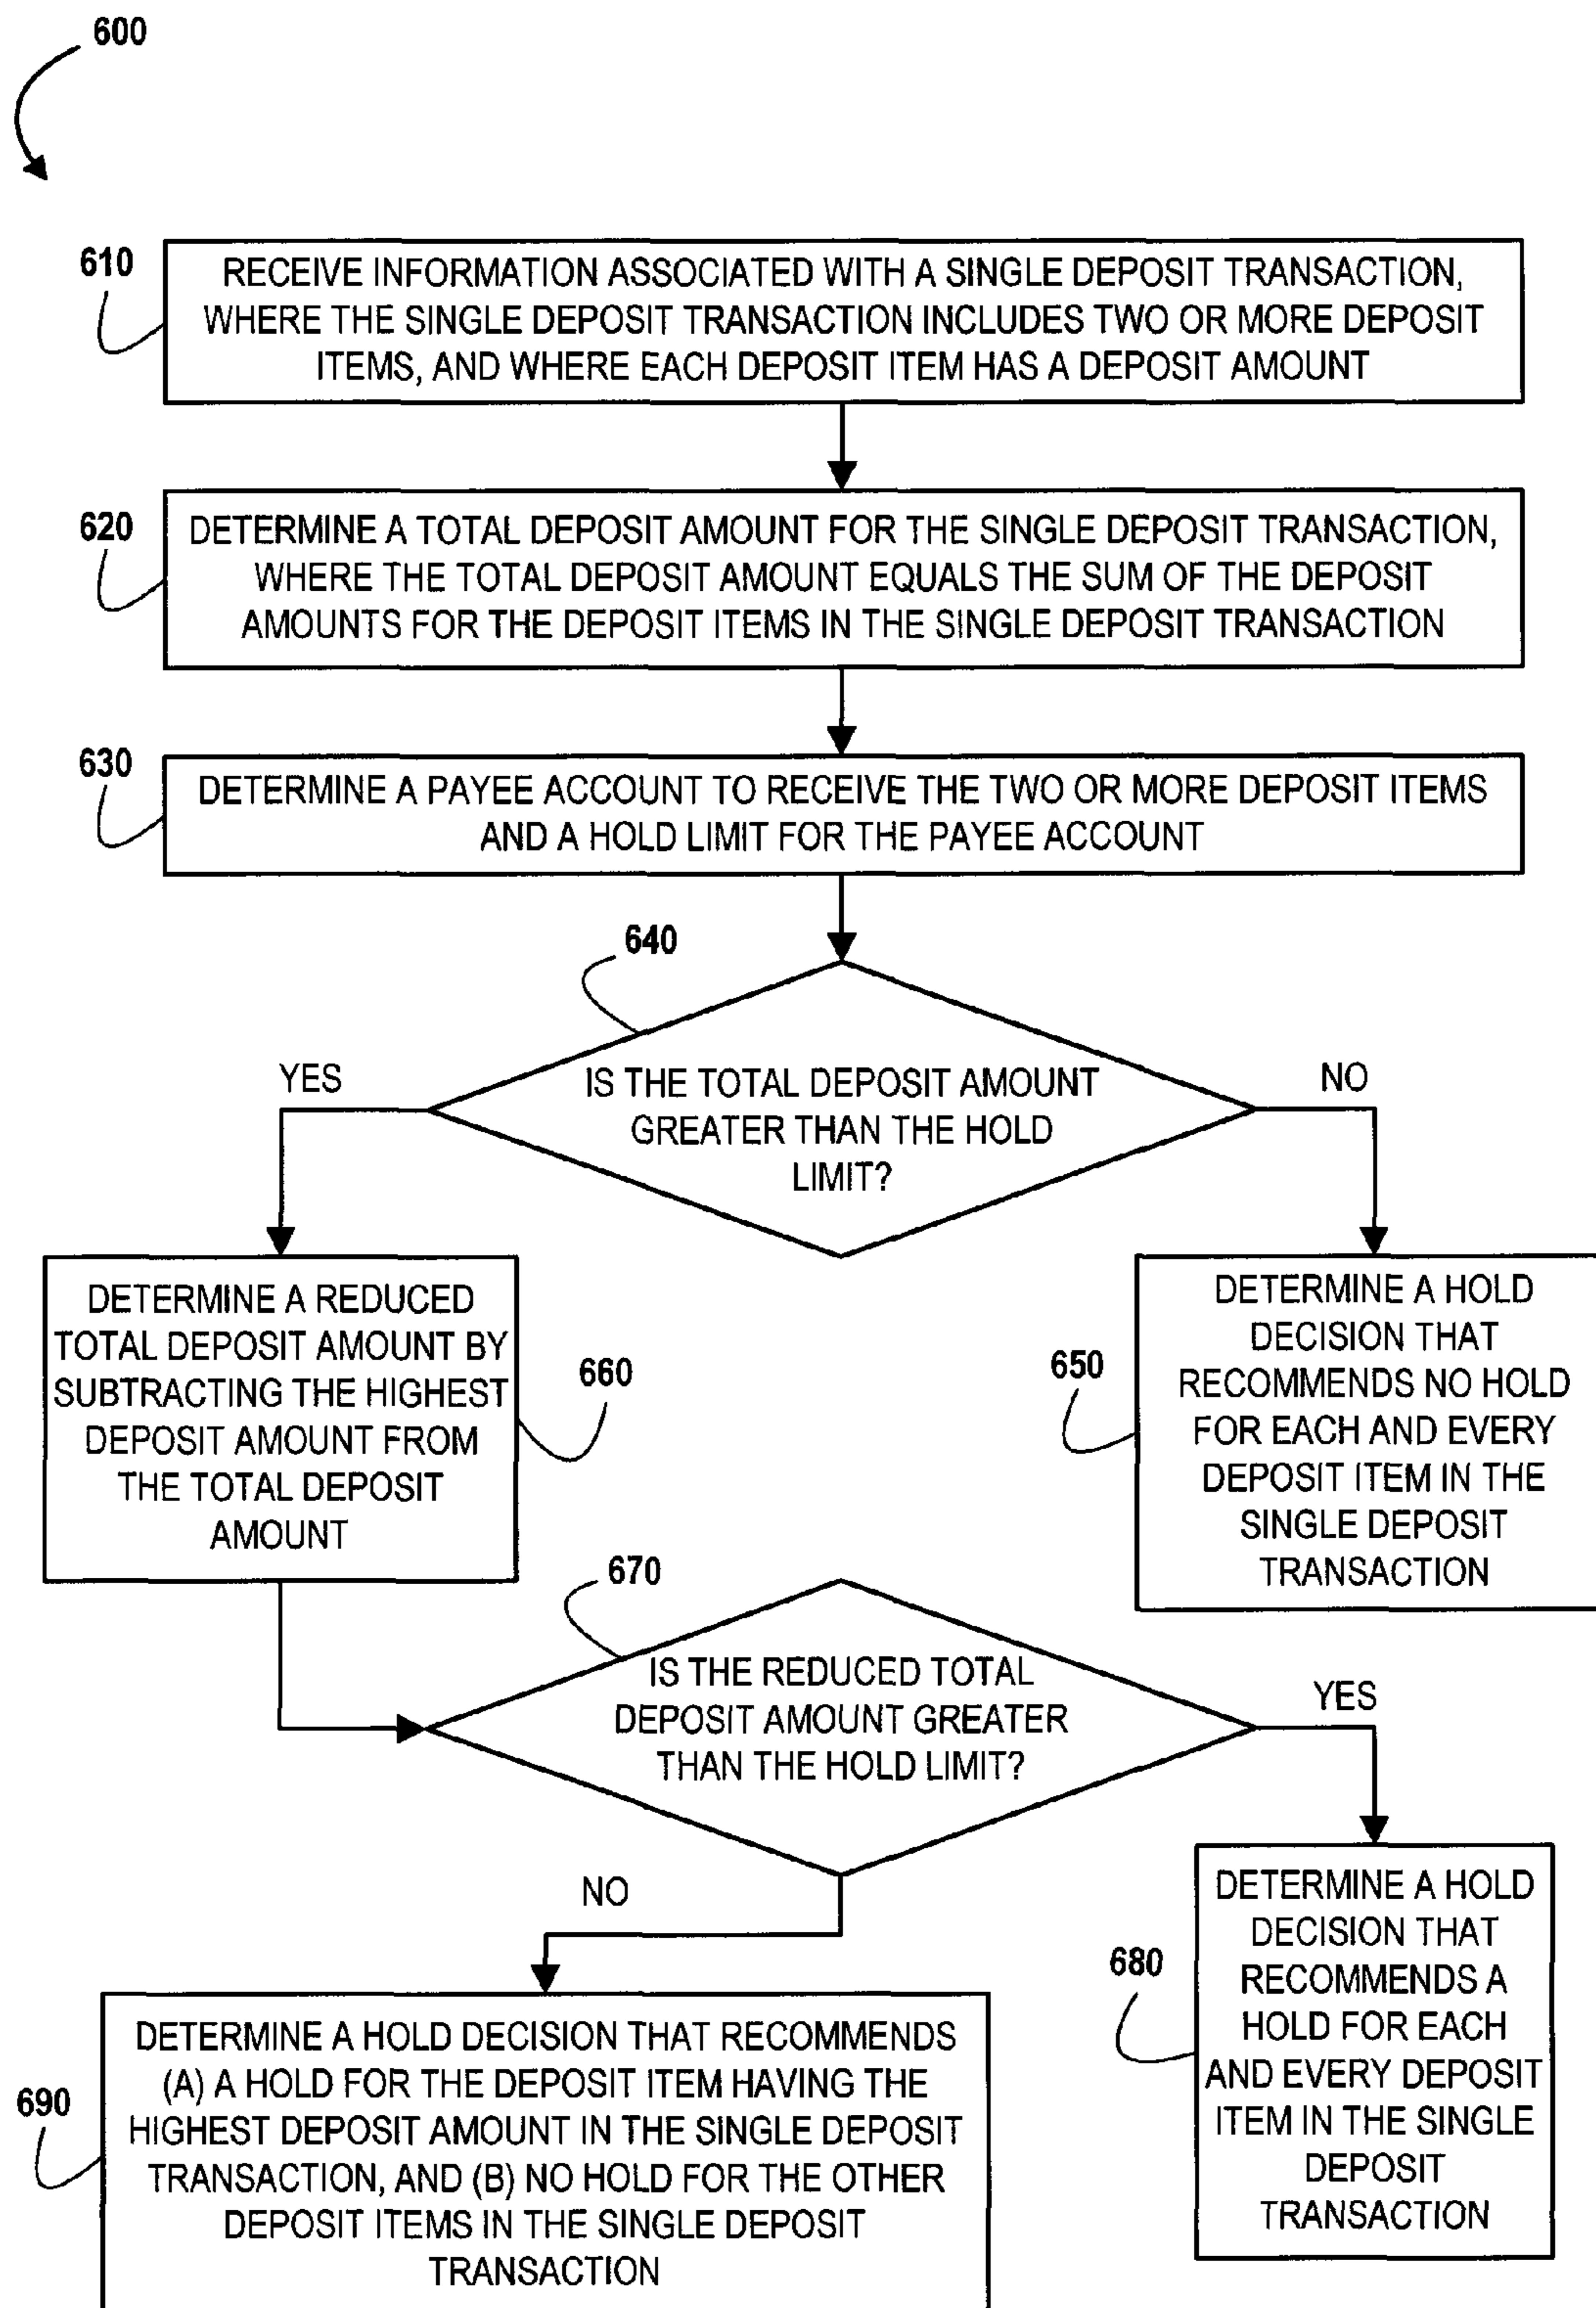 600
610
RECEIVE INFORMATION ASSOCIATED WITH A SINGLE DEPOSIT TRANSACTION,
WHERE THE SINGLE DEPOSIT TRANSACTION INCLUDES TWO OR MORE DEPOSIT
ITEMS, AND WHERE EACH DEPOSIT ITEM HAS A DEPOSIT AMOUNT
620
DETERMINE A TOTAL DEPOSIT AMOUNT FOR THE SINGLE DEPOSIT TRANSACTION,
WHERE THE TOTAL DEPOSIT AMOUNT EQUALS THE SUM OF THE DEPOSIT
AMOUNTS FOR THE DEPOSIT ITEMS IN THE SINGLE DEPOSIT TRANSACTION
630
DETERMINE A PAYEE ACCOUNT TO RECEIVE THE TWO OR MORE DEPOSIT ITEMS
AND A HOLD LIMIT FOR THE PAYEE ACCOUNT
640
IS THE TOTAL DEPOSIT AMOUNT
GREATER THAN THE HOLD
LIMIT?
YES
NO
DETERMINE A REDUCED
TOTAL DEPOSIT AMOUNT BY
SUBTRACTING THE HIGHEST
DEPOSIT AMOUNT FROM
THE TOTAL DEPOSIT
AMOUNT
660
650
DETERMINE A HOLD
DECISION THAT
RECOMMENDS NO HOLD
FOR EACH AND EVERY
DEPOSIT ITEM IN THE
SINGLE DEPOSIT
TRANSACTION
670
IS THE REDUCED TOTAL
DEPOSIT AMOUNT GREATER
THAN THE HOLD LIMIT?
YES
NO
680
DETERMINE A HOLD
DECISION THAT
RECOMMENDS A
HOLD FOR EACH
AND EVERY DEPOSIT
ITEM IN THE SINGLE
DEPOSIT
TRANSACTION
690
DETERMINE A HOLD DECISION THAT RECOMMENDS
(A) A HOLD FOR THE DEPOSIT ITEM HAVING THE
HIGHEST DEPOSIT AMOUNT IN THE SINGLE DEPOSIT
TRANSACTION, AND (B) NO HOLD FOR THE OTHER
DEPOSIT ITEMS IN THE SINGLE DEPOSIT
TRANSACTION